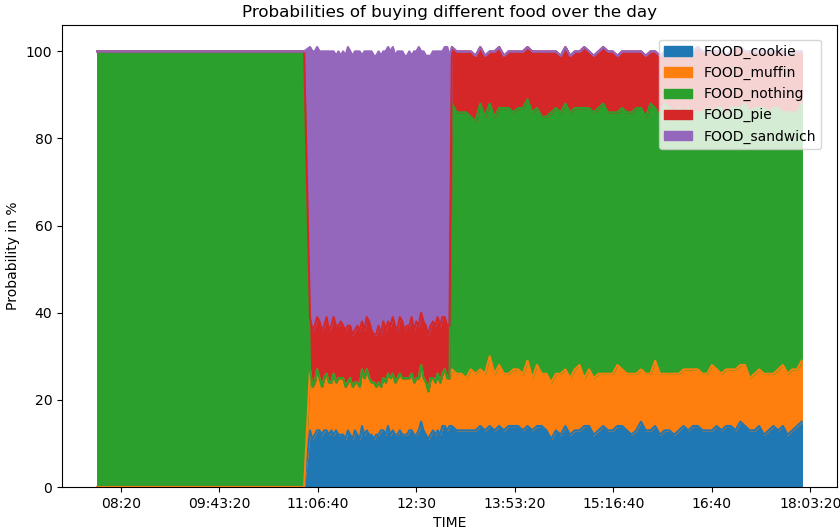 Probabilities of buying different food over the day
100
80
60
40
20
0
Probability in %
FOOD_cookie
FOOD_muffin
FOOD_nothing
FOOD_pie
FOOD_sandwich
08:20 09:43:20 11:06:40 12:30 13:53:20 15:16:40 16:40 18:03:20
TIME